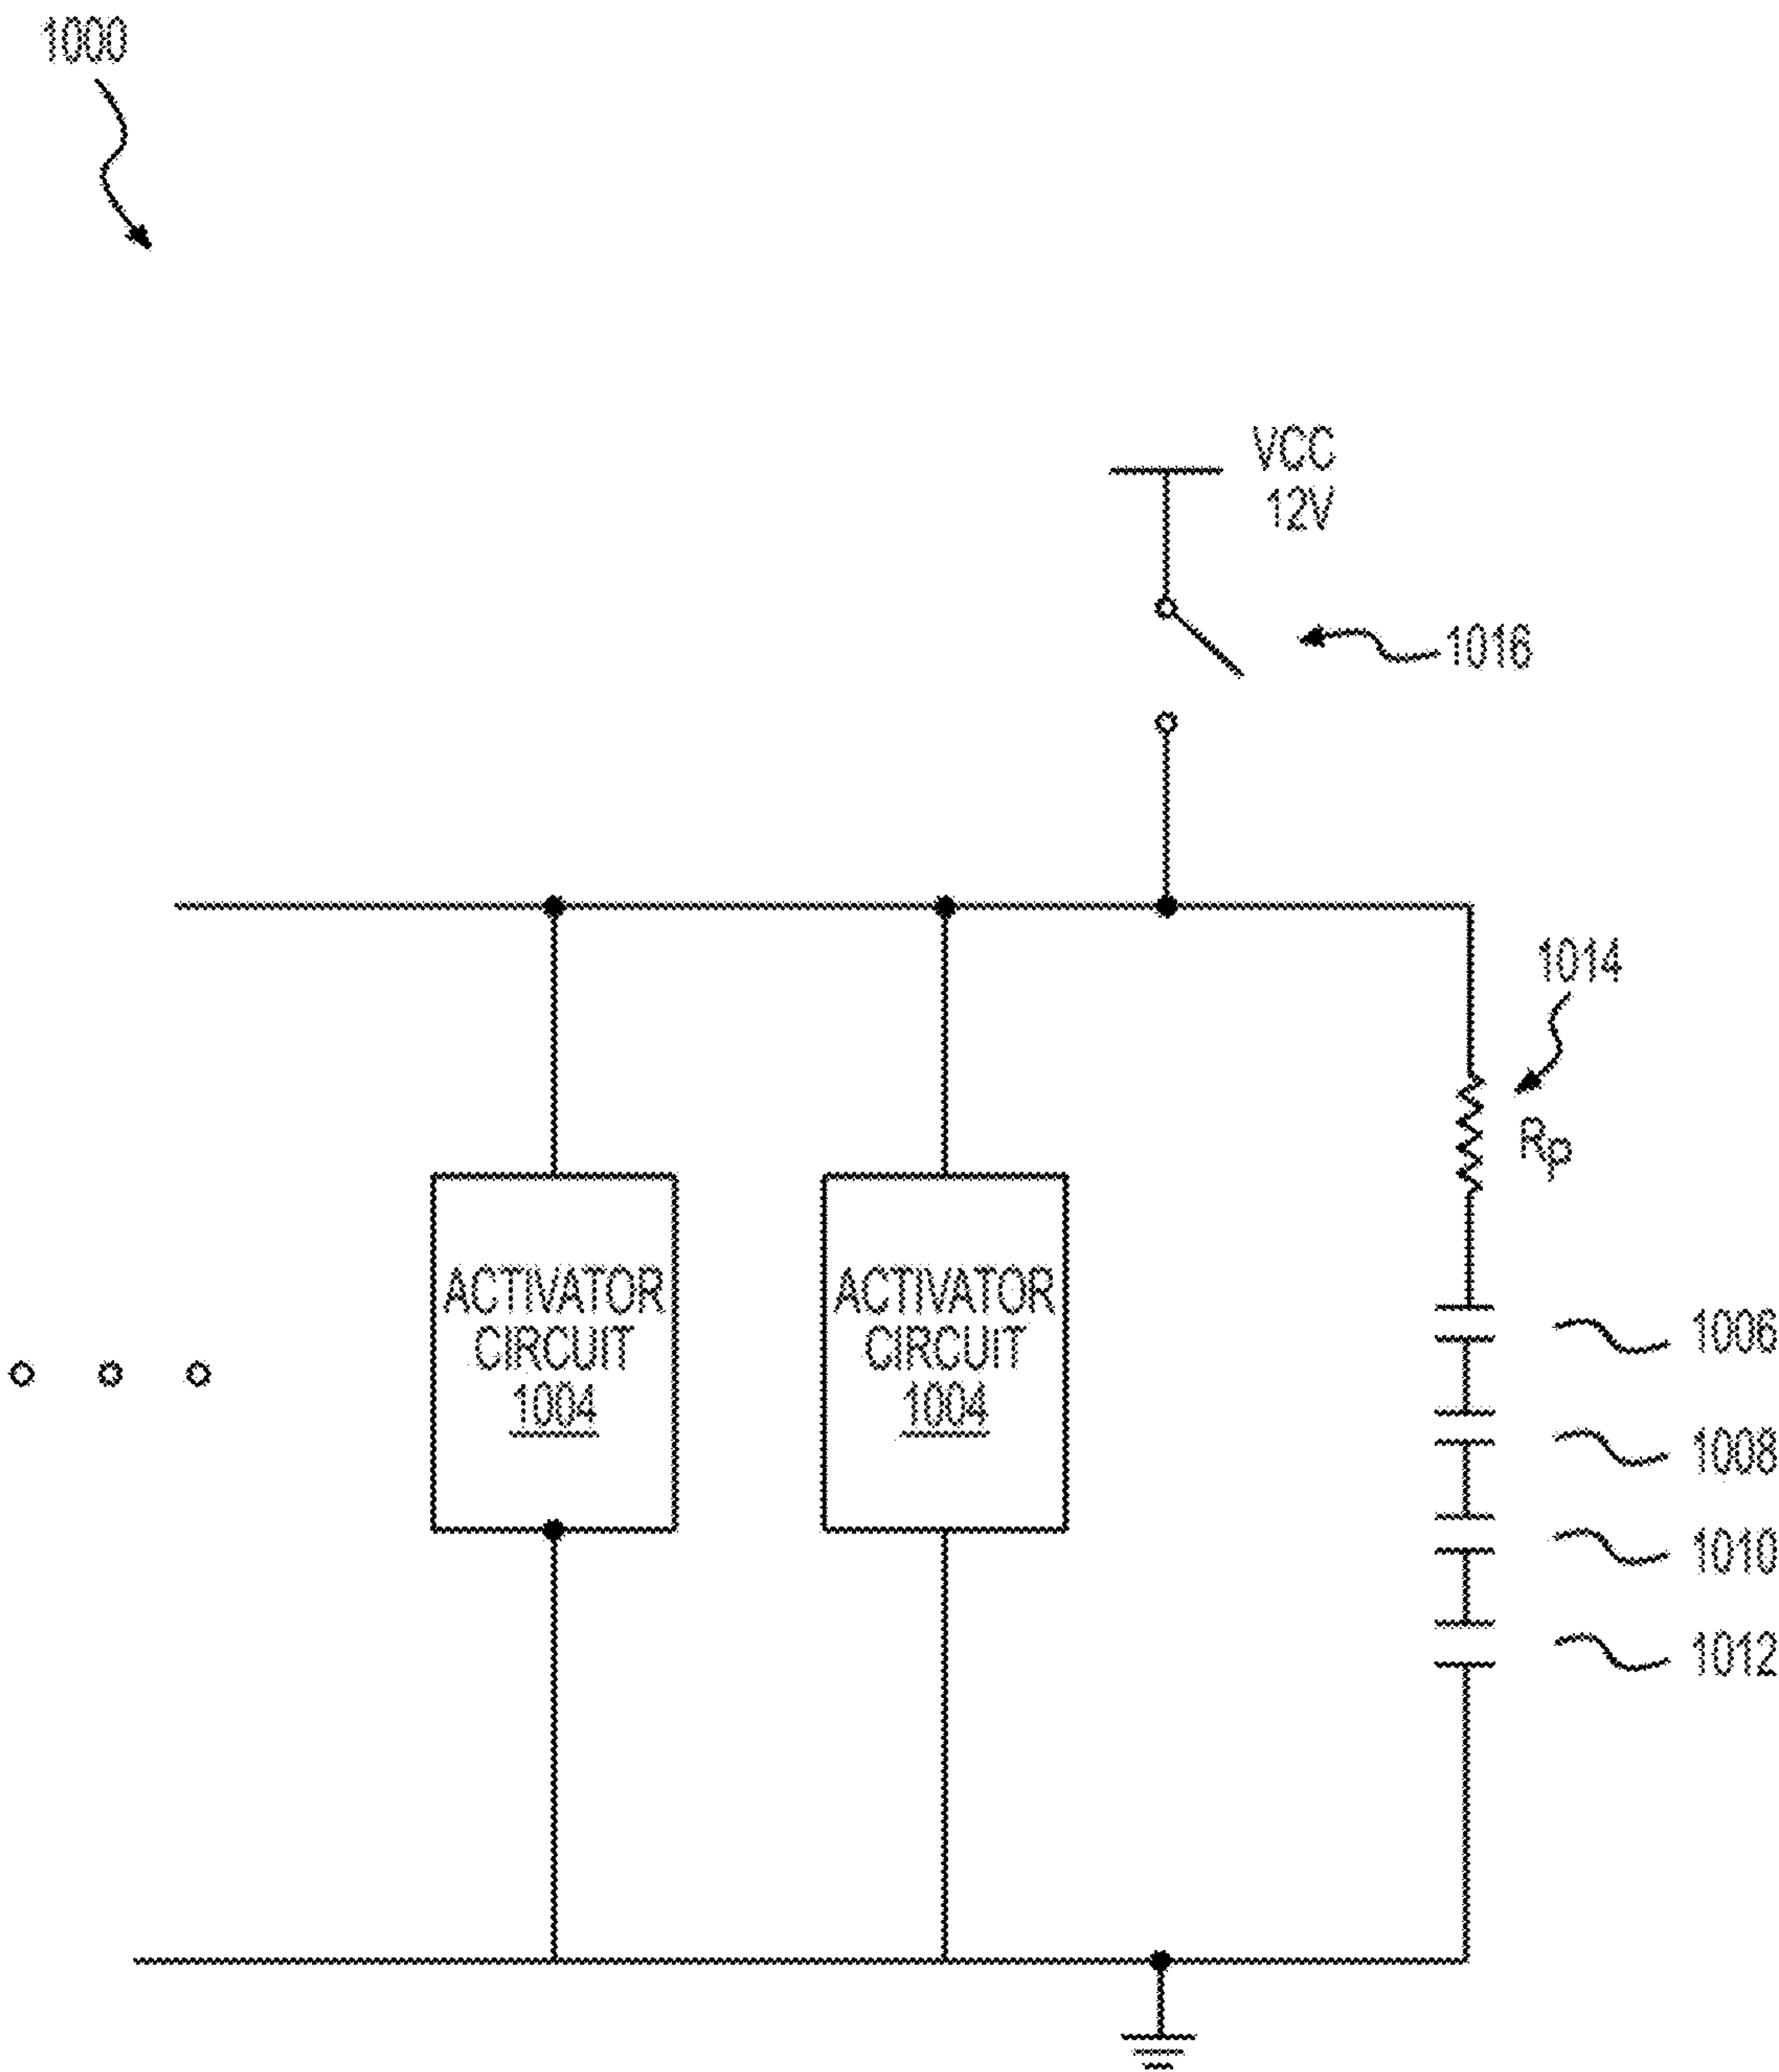 1000
VCC
12V
1016
1014
Rp
ACTIVATOR
CIRCUIT
1004
ACTIVATOR
CIRCUIT
1004
1006
1008
1010
1012